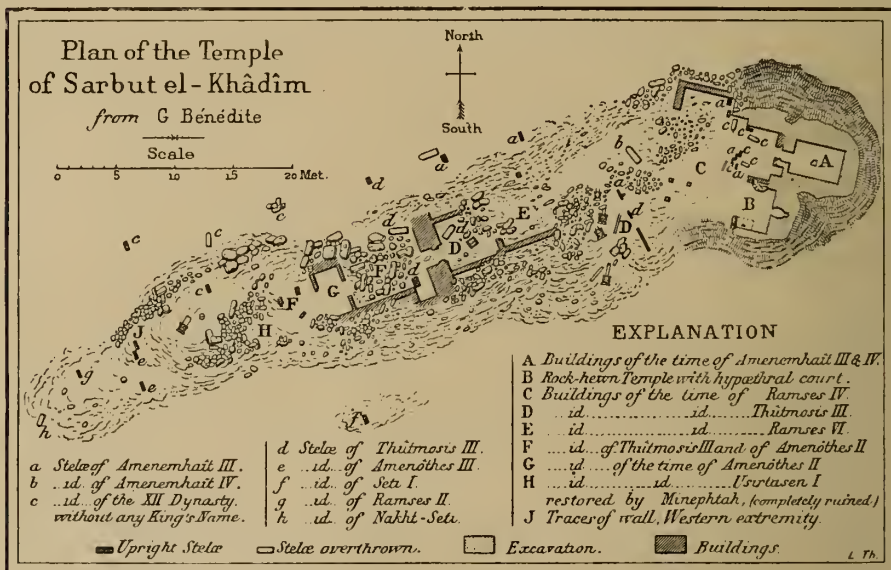 Plan of the Temple
of Sarbut el-Khâdîm
from G Bénédite
Scale
0 5 10 15 20 Met.
North
South
a
a
a
b
c
c
c
c
a
a
A
C
B
d
c
c
c
d
E
D
d
a
d
D
F
d
G
F
H
J
c
e
e
g
h
f
EXPLANATION
A Buildings of the time of Amenemhaît III & IV.
B Rock-hewn Temple with hypæthral court.
C Buildings of the time of Ramses IV.
D ...id...id...Thûtmosis III.
E ...id...id...Ramses VI.
F ...id...of Thûtmosis III and of Amenôthes II
G ...id...of the time of Amenôthes II
H ...id...id...Usırtasen I
restored by Minephtah, (completely ruined.)
J Traces of wall, Western extremity.
a Stelæ of Amenemhaît III.
b ..id. of Amenemhaît IV.
c ..id. of the XII Dynasty.
without any King's Name.
d Stelæ of Thûtmosis III.
e ..id.. of Amenôthes III.
f ..id. of Seti I.
g ..id. of Ramses II.
h ..id. of Nakht-Seti.
Upright Stelæ
Stelæ overthrown.
Excavation.
Buildings.
L. Th.